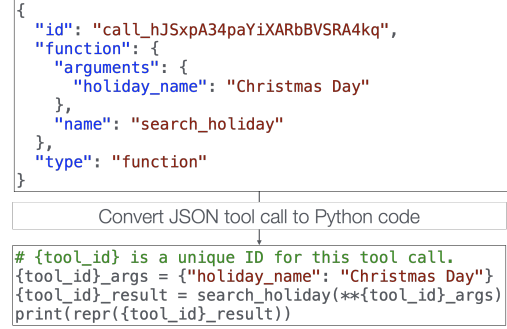 {
  "id": "call_hJSxpA34paYiXARbBVSRA4kq",
  "function": {
    "arguments": {
      "holiday_name": "Christmas Day"
    },
    "name": "search_holiday"
  },
  "type": "function"
}
Convert JSON tool call to Python code
# {tool_id} is a unique ID for this tool call.
{tool_id}_args = {"holiday_name": "Christmas Day"}
{tool_id}_result = search_holiday(**{tool_id}_args)
print(repr({tool_id}_result))